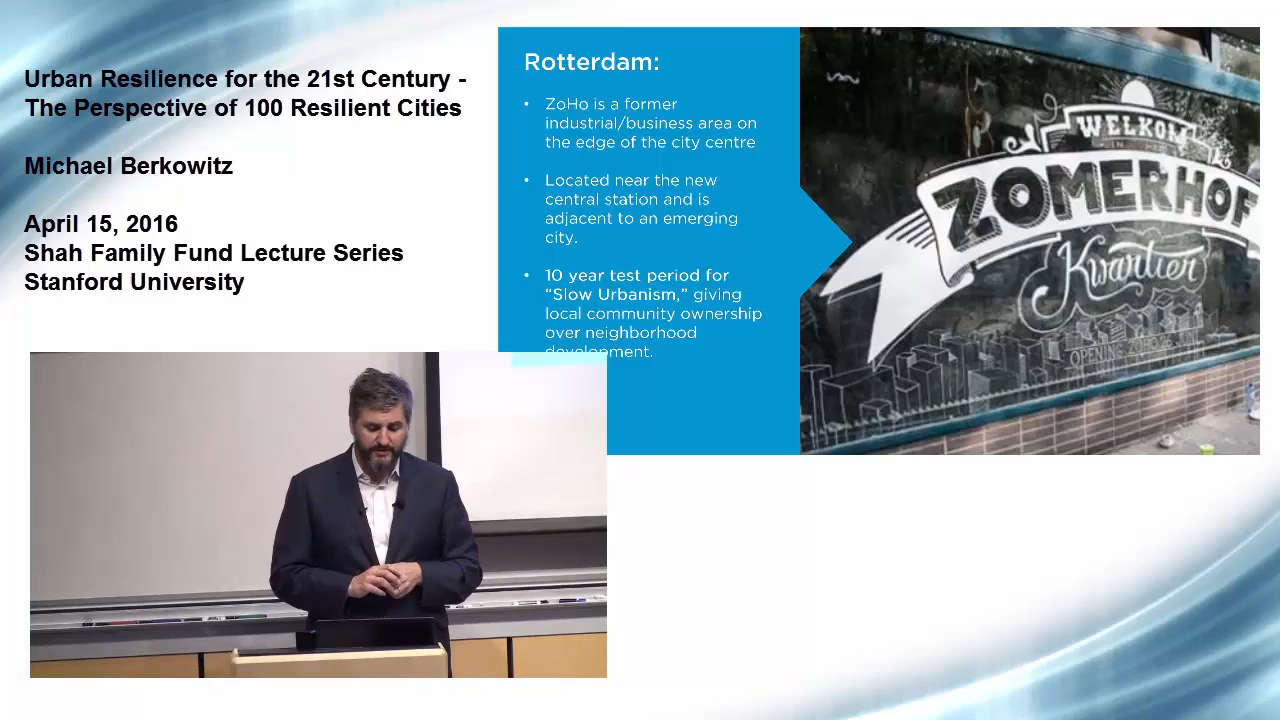 Urban Resilience for the 21st Century -
The Perspective of 100 Resilient Cities
Michael Berkowitz
April 15, 2016
Shah Family Fund Lecture Series
Stanford University
Rotterdam:
• ZoHo is a former
industrial/business area on
the edge of the city centre
• Located near the new
central station and is
adjacent to an emerging
city.
• 10 year test period for
“Slow Urbanism,” giving
local community ownership
over neighborhood
development.
WELKOM
ZOMERHOF
Kwartier